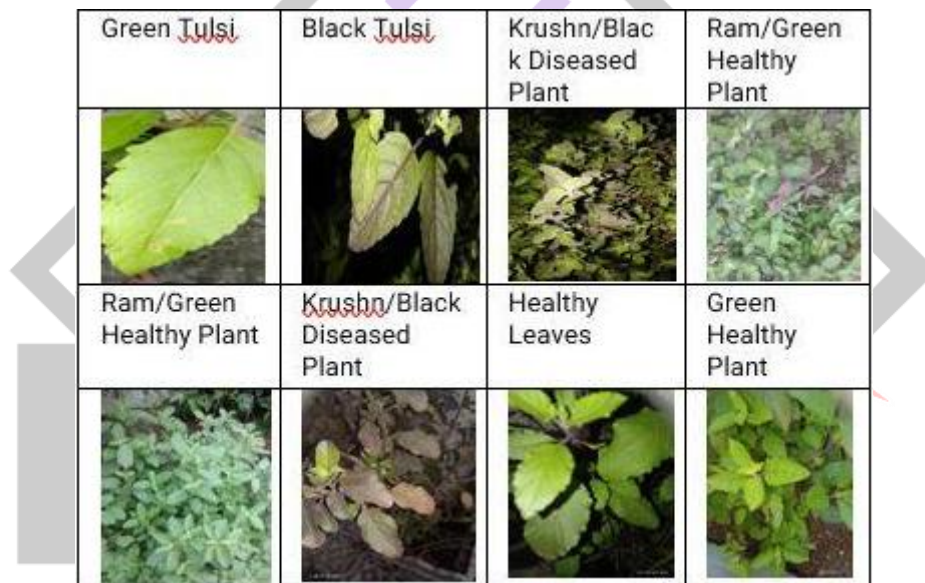 Green Tulsi
Black Tulsi
Krushn/Blac
k Diseased
Plant
Ram/Green
Healthy
Plant
Ram/Green
Healthy Plant
Krushn/Black
Diseased
Plant
Healthy
Leaves
Green
Healthy
Plant